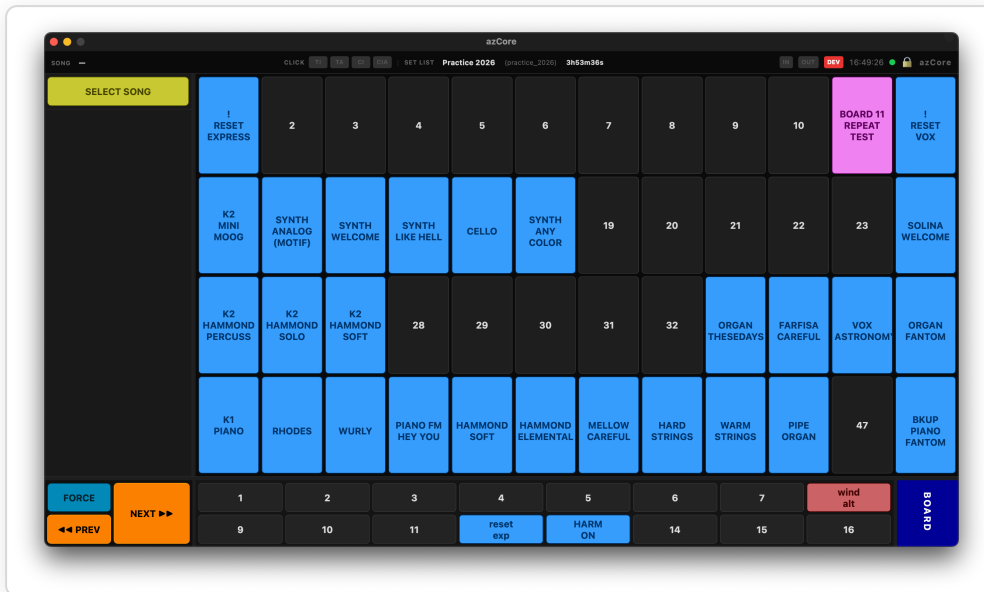 azCore
SONG –
CLICK T1 TA C1 C1A SET LIST Practice 2026 (practice_2026) 3h53m36s
IN OUT DEV 16:49:26 azCore
SELECT SONG
!
RESET
EXPRESS
2
3
4
5
6
7
8
9
10
BOARD 11
REPEAT
TEST
!
RESET
VOX
K2
MINI
MOOG
SYNTH
ANALOG
(MOTIF)
SYNTH
WELCOME
SYNTH
LIKE HELL
CELLO
SYNTH
ANY
COLOR
19
20
21
22
23
SOLINA
WELCOME
K2
HAMMOND
PERCUSS
K2
HAMMOND
SOLO
K2
HAMMOND
SOFT
28
29
30
31
32
ORGAN
THESEDAYS
FARFISA
CAREFUL
VOX
ASTRONOM
ORGAN
FANTOM
K1
PIANO
RHODES
WURLY
PIANO FM
HEY YOU
HAMMOND
SOFT
HAMMOND
ELEMENTAL
MELLOW
CAREFUL
HARD
STRINGS
WARM
STRINGS
PIPE
ORGAN
47
BKUP
PIANO
FANTOM
FORCE
◀◀ PREV
NEXT ▶▶
1
2
3
4
5
6
7
wind
alt
9
10
11
reset
exp
HARM
ON
14
15
16
BOARD